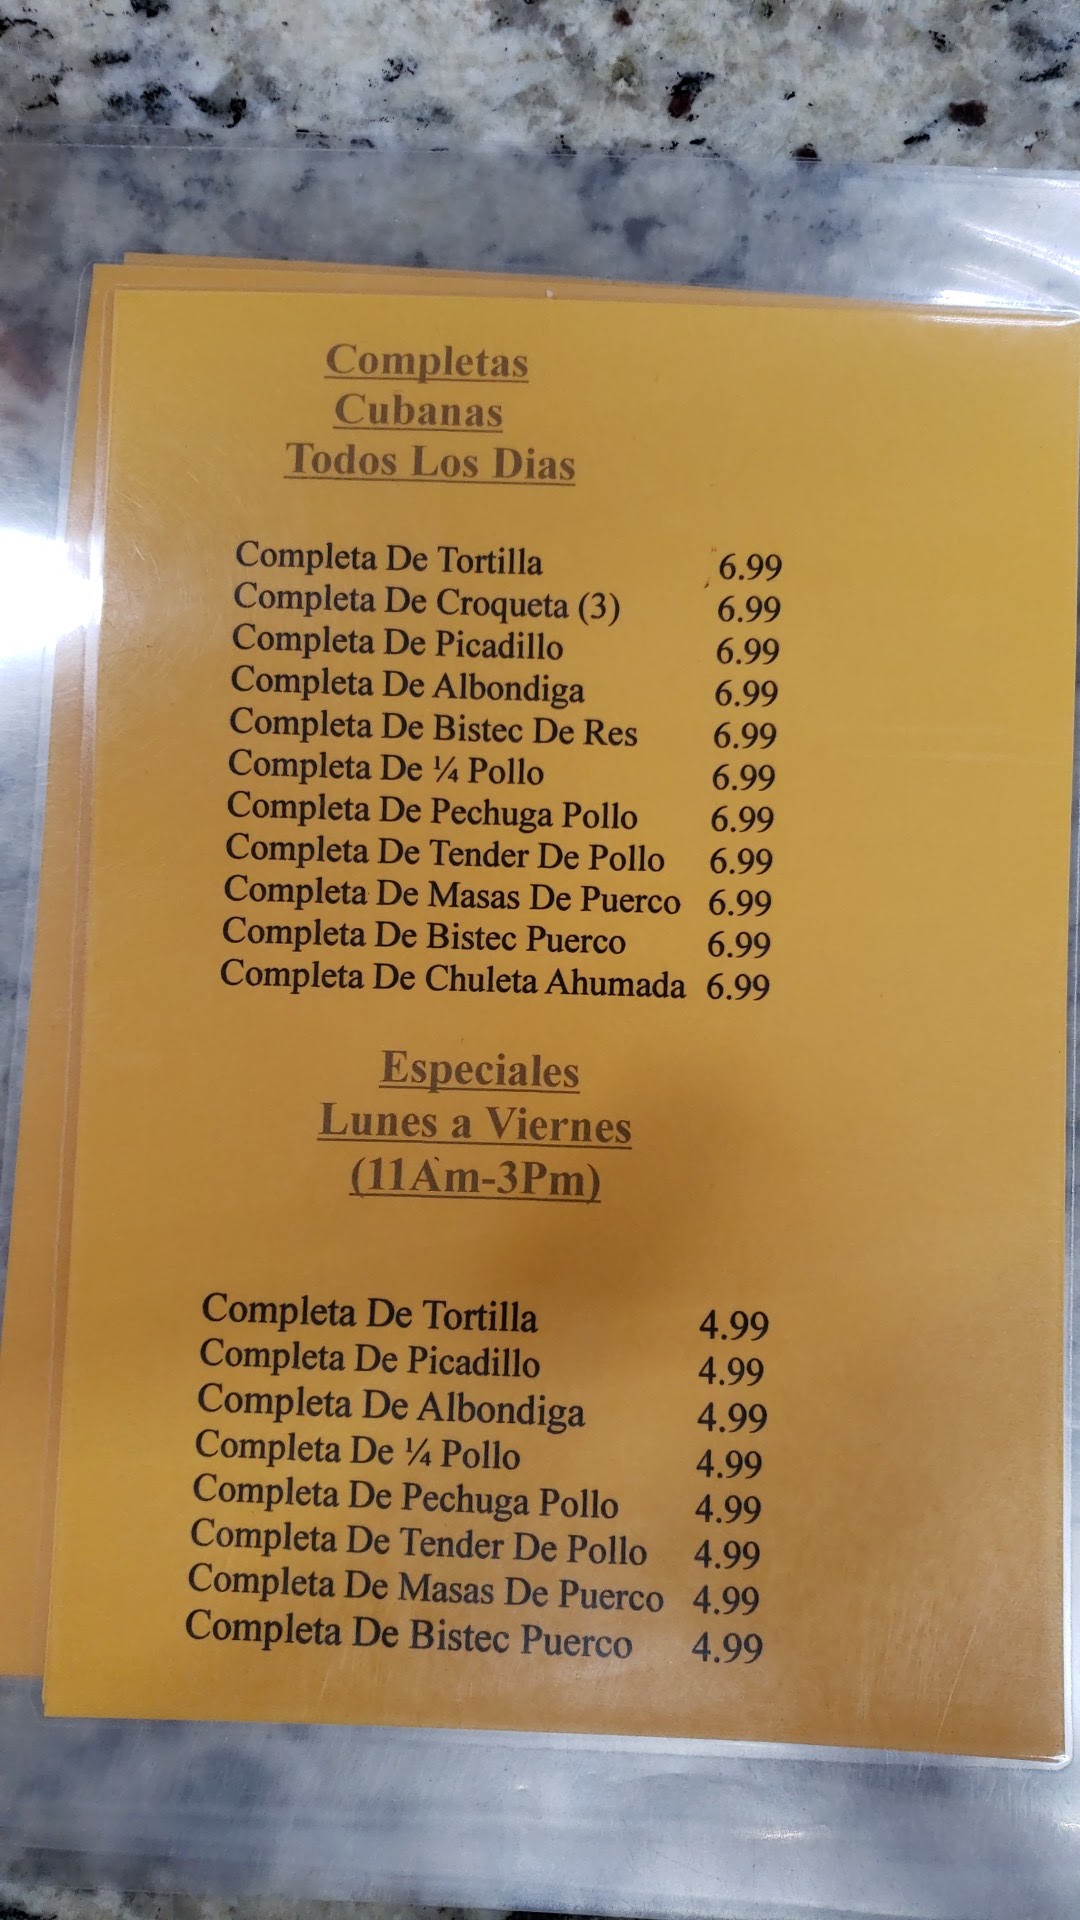 Completas
Cubanas
Todos Los Dias
Completa De Tortilla 6.99
Completa De Croqueta (3) 6.99
Completa De Picadillo 6.99
Completa De Albondiga 6.99
Completa De Bistec De Res 6.99
Completa De ¼ Pollo 6.99
Completa De Pechuga Pollo 6.99
Completa De Tender De Pollo 6.99
Completa De Masas De Puerco 6.99
Completa De Bistec Puerco 6.99
Completa De Chuleta Ahumada 6.99
Especiales
Lunes a Viernes
(11Am-3Pm)
Completa De Tortilla 4.99
Completa De Picadillo 4.99
Completa De Albondiga 4.99
Completa De ¼ Pollo 4.99
Completa De Pechuga Pollo 4.99
Completa De Tender De Pollo 4.99
Completa De Masas De Puerco 4.99
Completa De Bistec Puerco 4.99